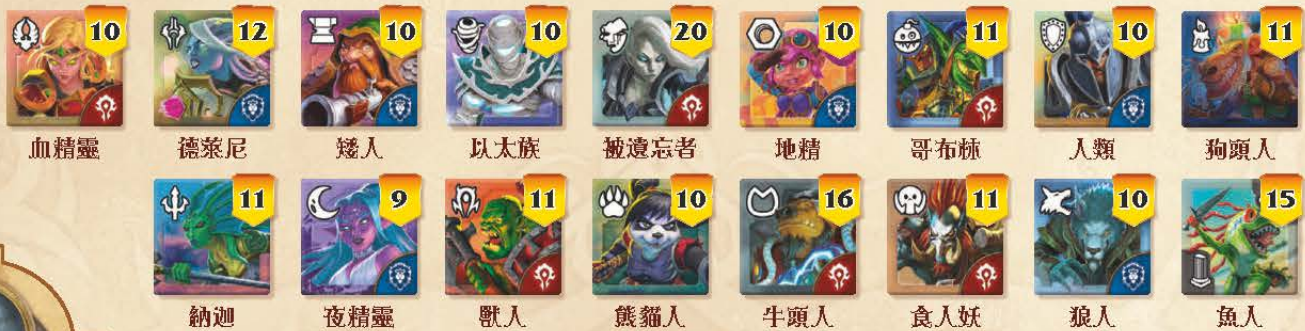 10 12 10 10 20 10 11 10 11
血精靈 德萊尼 矮人 以太族 被遺忘者 地精 哥布林 人類 狗頭人
11 9 11 10 16 11 10 15
納迦 夜精靈 獸人 熊貓人 牛頭人 食人妖 狼人 魚人